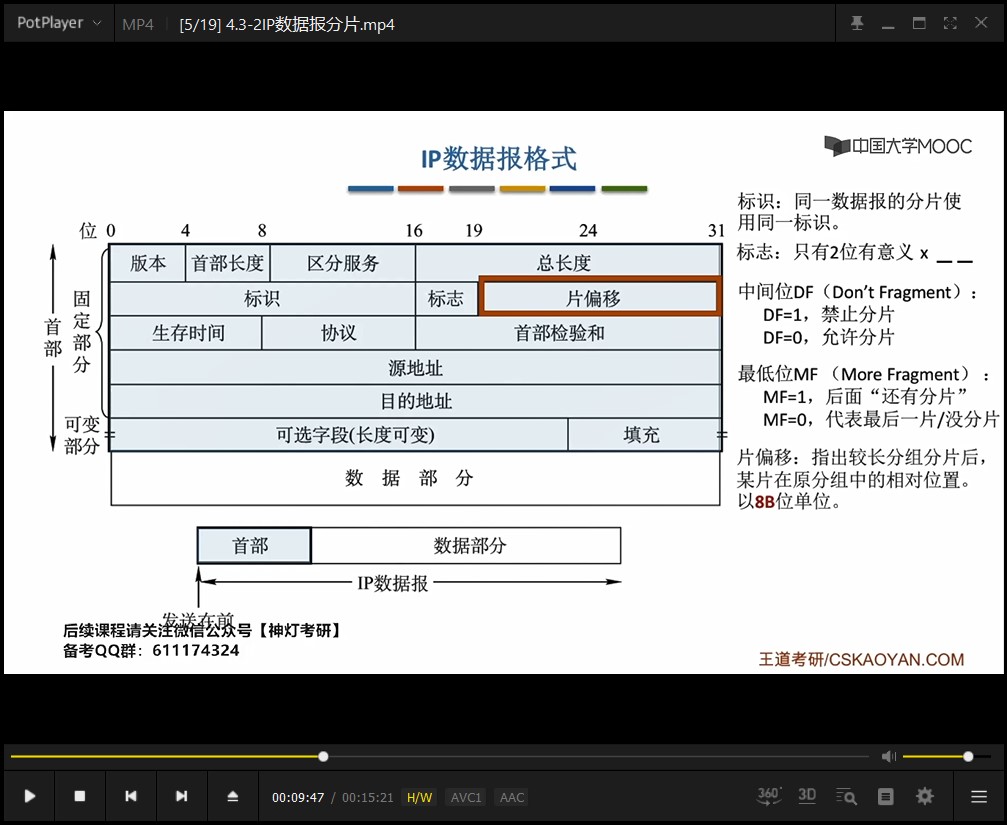 PotPlayer
MP4
[5/19] 4.3-2IP数据报分片.mp4
IP数据报格式
中国大学MOOC
位 0 4 8 16 19 24 31
版本 首部长度 区分服务 总长度
标识 标志 片偏移
生存时间 协议 首部检验和
源地址
目的地址
可选字段(长度可变) 填充
数据部分
首部
固定部分
可变部分
首部 数据部分
IP数据报
发送在前
标识：同一数据报的分片使
用同一标识。
标志：只有2位有意义 x _ _
中间位DF（Don't Fragment）：
DF=1，禁止分片
DF=0，允许分片
最低位MF （More Fragment）：
MF=1，后面“还有分片”
MF=0，代表最后一片/没分片
片偏移：指出较长分组分片后，
某片在原分组中的相对位置。
以8B位单位。
后续课程请关注微信公众号【神灯考研】
备考QQ群：611174324
王道考研/CSKAOYAN.COM
00:09:47 / 00:15:21 H/W AVC1 AAC
360° 3D